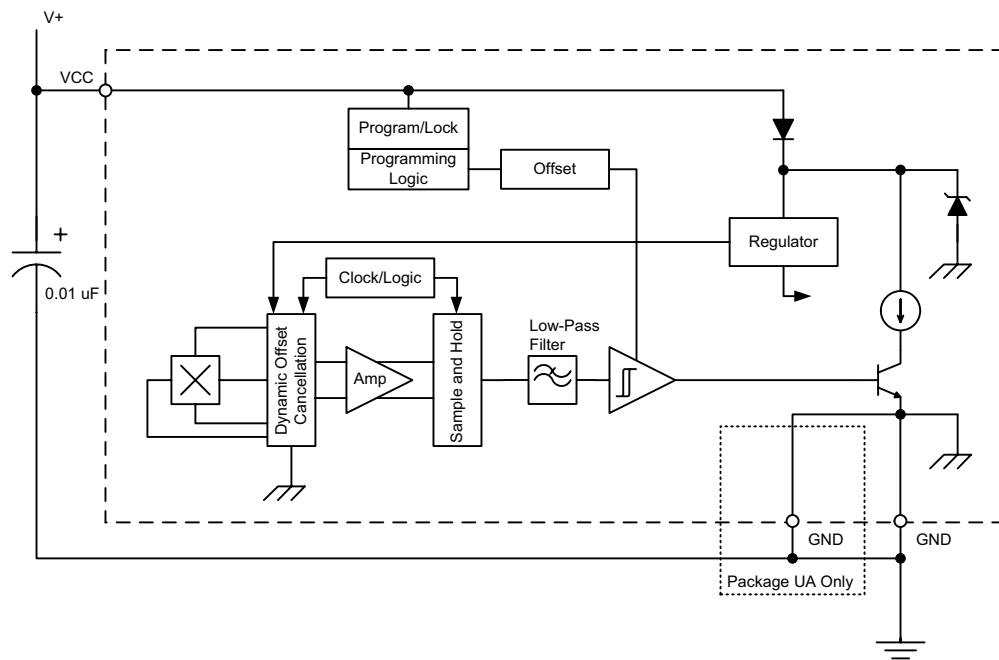 V+
VCC
Program/Lock
Programming
Logic
Offset
Regulator
+
0.01 uF
Clock/Logic
Dynamic Offset
Cancellation
Amp
Sample and Hold
Low-Pass
Filter
GND
GND
Package UA Only